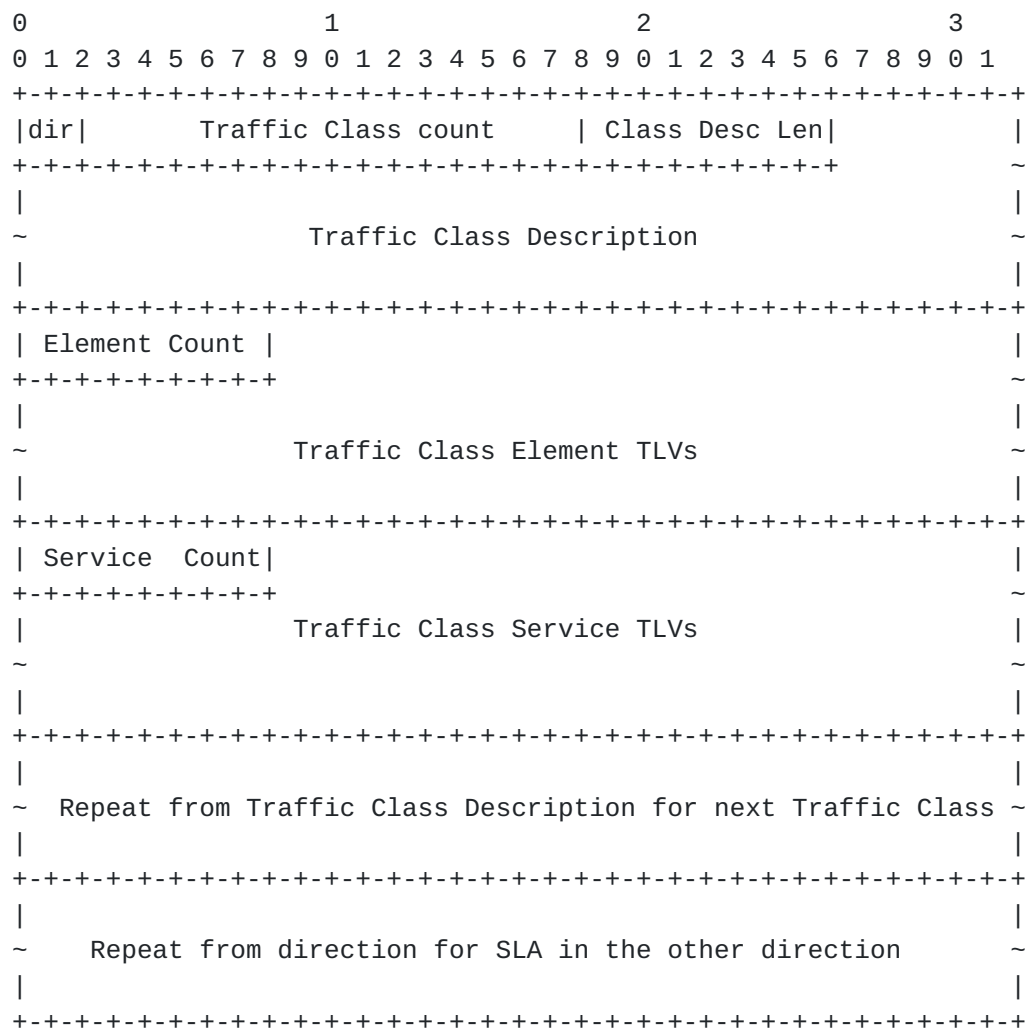 0                   1                   2                   3
0 1 2 3 4 5 6 7 8 9 0 1 2 3 4 5 6 7 8 9 0 1 2 3 4 5 6 7 8 9 0 1
+-+-+-+-+-+-+-+-+-+-+-+-+-+-+-+-+-+-+-+-+-+-+-+-+-+-+-+-+-+-+-+-+
|dir|       Traffic Class count     | Class Desc Len|           |
+-+-+-+-+-+-+-+-+-+-+-+-+-+-+-+-+-+-+-+-+-+-+-+-+-+-+           ~
|                                                               |
~                  Traffic Class Description                    ~
|                                                               |
+-+-+-+-+-+-+-+-+-+-+-+-+-+-+-+-+-+-+-+-+-+-+-+-+-+-+-+-+-+-+-+-+
| Element Count |                                               |
+-+-+-+-+-+-+-+-+                                               ~
|                                                               |
~                 Traffic Class Element TLVs                    ~
|                                                               |
+-+-+-+-+-+-+-+-+-+-+-+-+-+-+-+-+-+-+-+-+-+-+-+-+-+-+-+-+-+-+-+-+
| Service  Count|                                               |
+-+-+-+-+-+-+-+-+                                               ~
|                 Traffic Class Service TLVs                    |
~                                                               ~
|                                                               |
+-+-+-+-+-+-+-+-+-+-+-+-+-+-+-+-+-+-+-+-+-+-+-+-+-+-+-+-+-+-+-+-+
|                                                               |
~  Repeat from Traffic Class Description for next Traffic Class ~
|                                                               |
+-+-+-+-+-+-+-+-+-+-+-+-+-+-+-+-+-+-+-+-+-+-+-+-+-+-+-+-+-+-+-+-+
|                                                               |
~    Repeat from direction for SLA in the other direction       ~
|                                                               |
+-+-+-+-+-+-+-+-+-+-+-+-+-+-+-+-+-+-+-+-+-+-+-+-+-+-+-+-+-+-+-+-+